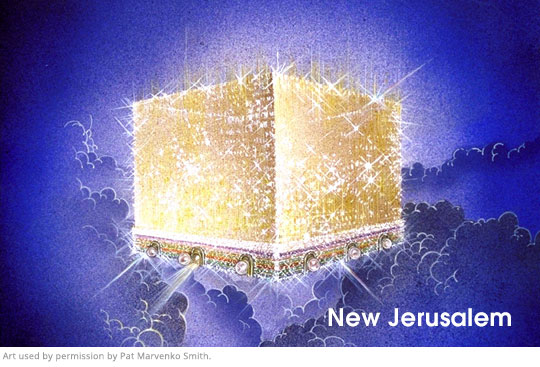 New Jerusalem
Art used by permission by Pat Marvenko Smith.